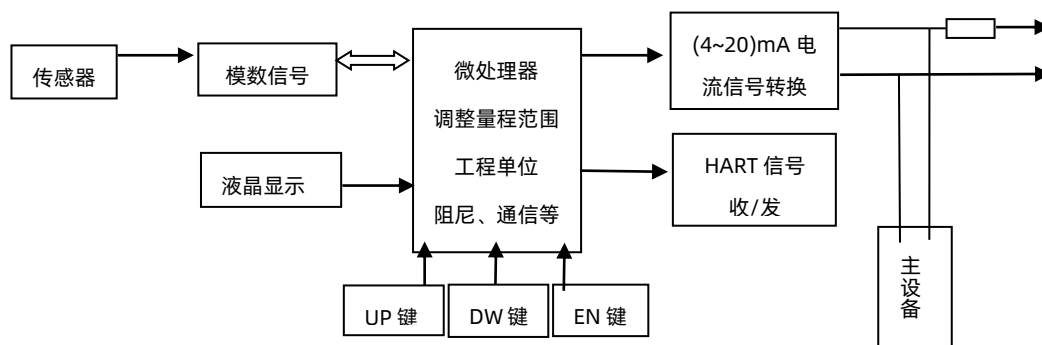 传感器
模数信号
微处理器
调整量程范围
工程单位
阻尼、通信等
(4~20)mA 电
流信号转换
液晶显示
HART 信号
收/发
UP 键
DW 键
EN 键
主
设
备